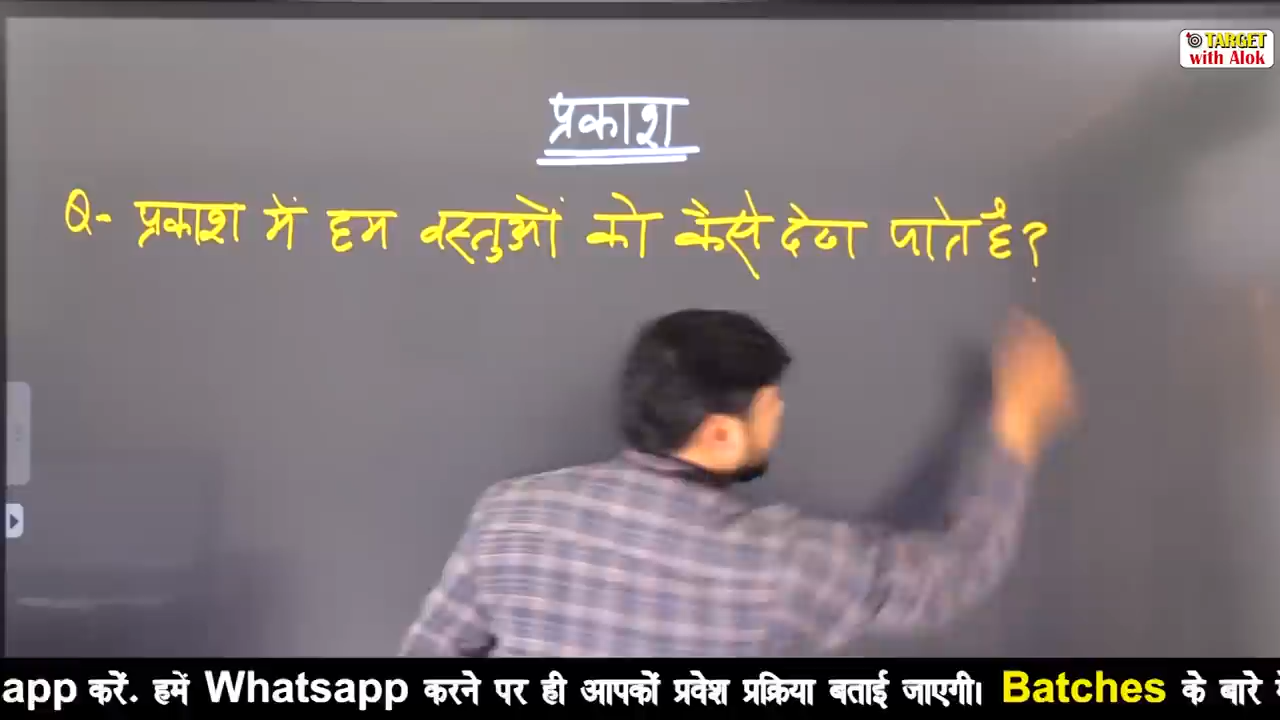 TARGET
with Alok
प्रकाश
Q- प्रकाश में हम वस्तुओं को कैसे देख पाते है?
app करें. हमें Whatsapp करने पर ही आपकों प्रवेश प्रक्रिया बताई जाएगी। Batches के बारे